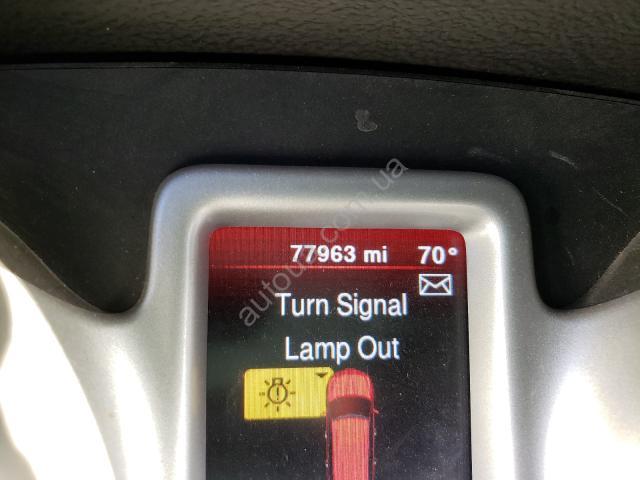 77963 mi 70°
Turn Signal
Lamp Out
autoua.com.ua